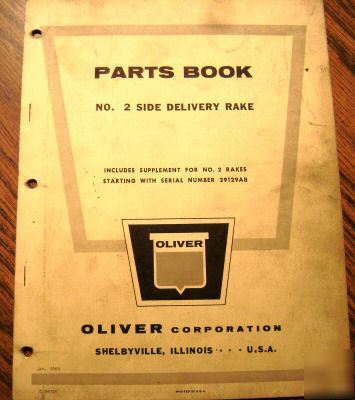 PARTS BOOK
NO. 2 SIDE DELIVERY RAKE
INCLUDES SUPPLEMENT FOR NO. 2 RAKES
STARTING WITH SERIAL NUMBER 29129AB
OLIVER
OLIVER CORPORATION
SHELBYVILLE, ILLINOIS · · · U.S.A.